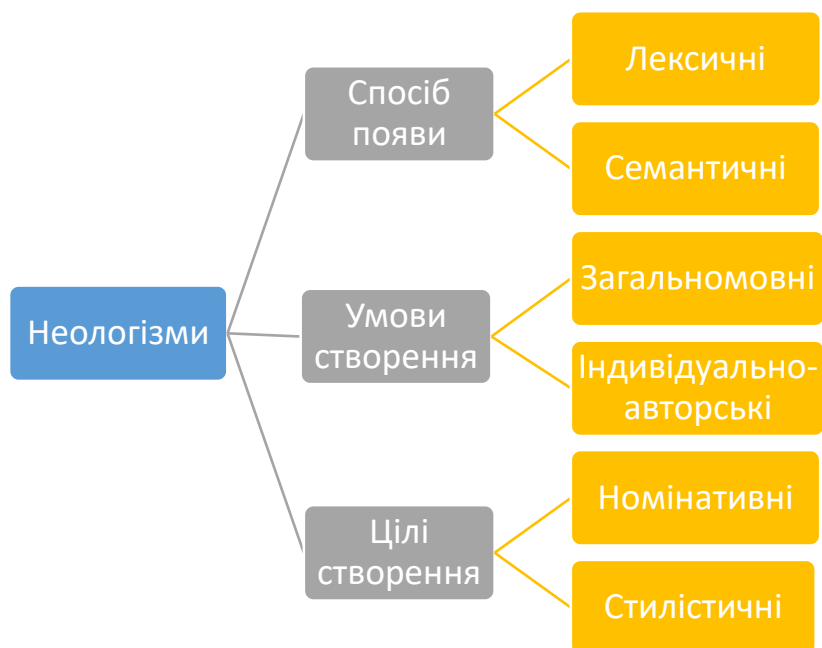 Неологізми
Спосіб
появи
Лексичні
Семантичні
Умови
створення
Загальномовні
Індивідуально-
авторські
Цілі
створення
Номінативні
Стилістичні